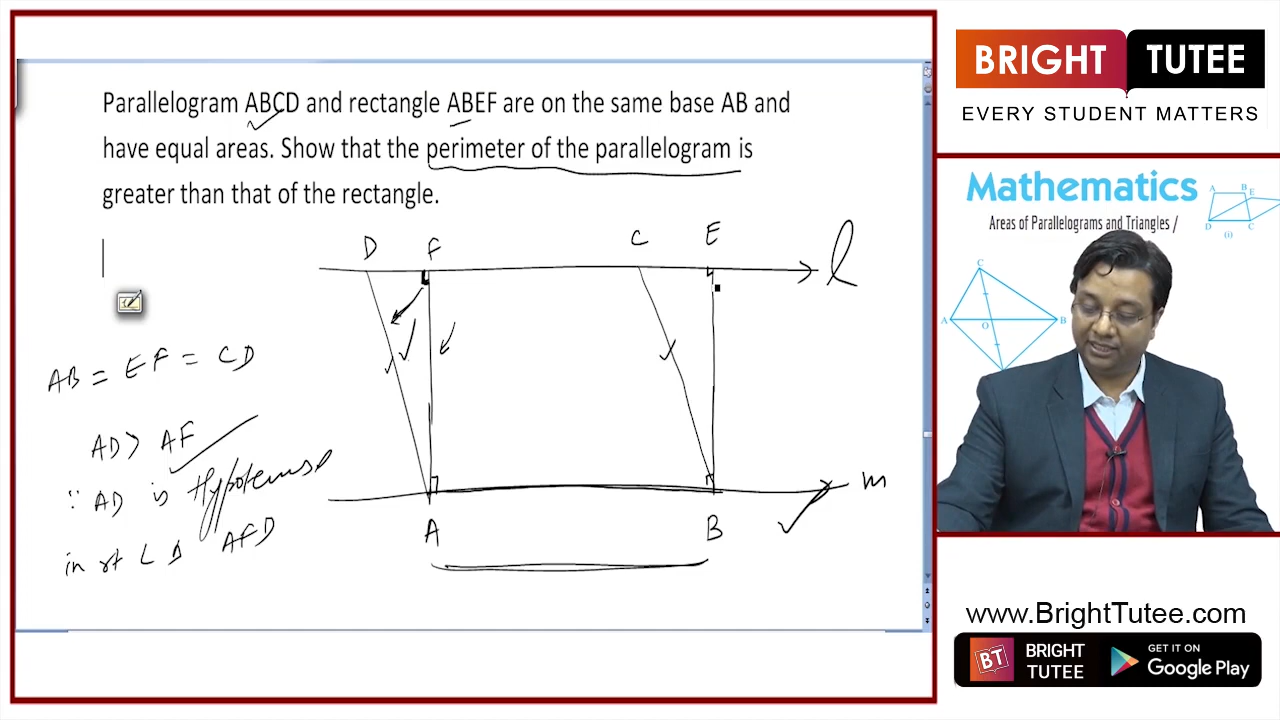 Parallelogram ABCD and rectangle ABEF are on the same base AB and
have equal areas. Show that the perimeter of the parallelogram is
greater than that of the rectangle.
D F C E l
AB = EF = CD
AD > AF
∵ AD is Hypotenuse
in rt ∠ Δ AFD
A B m
BRIGHT TUTEE
EVERY STUDENT MATTERS
Mathematics
Areas of Parallelograms and Triangles /
A B E
D C
(i)
C
A O B
www.BrightTutee.com
BT BRIGHT TUTEE
GET IT ON
Google Play